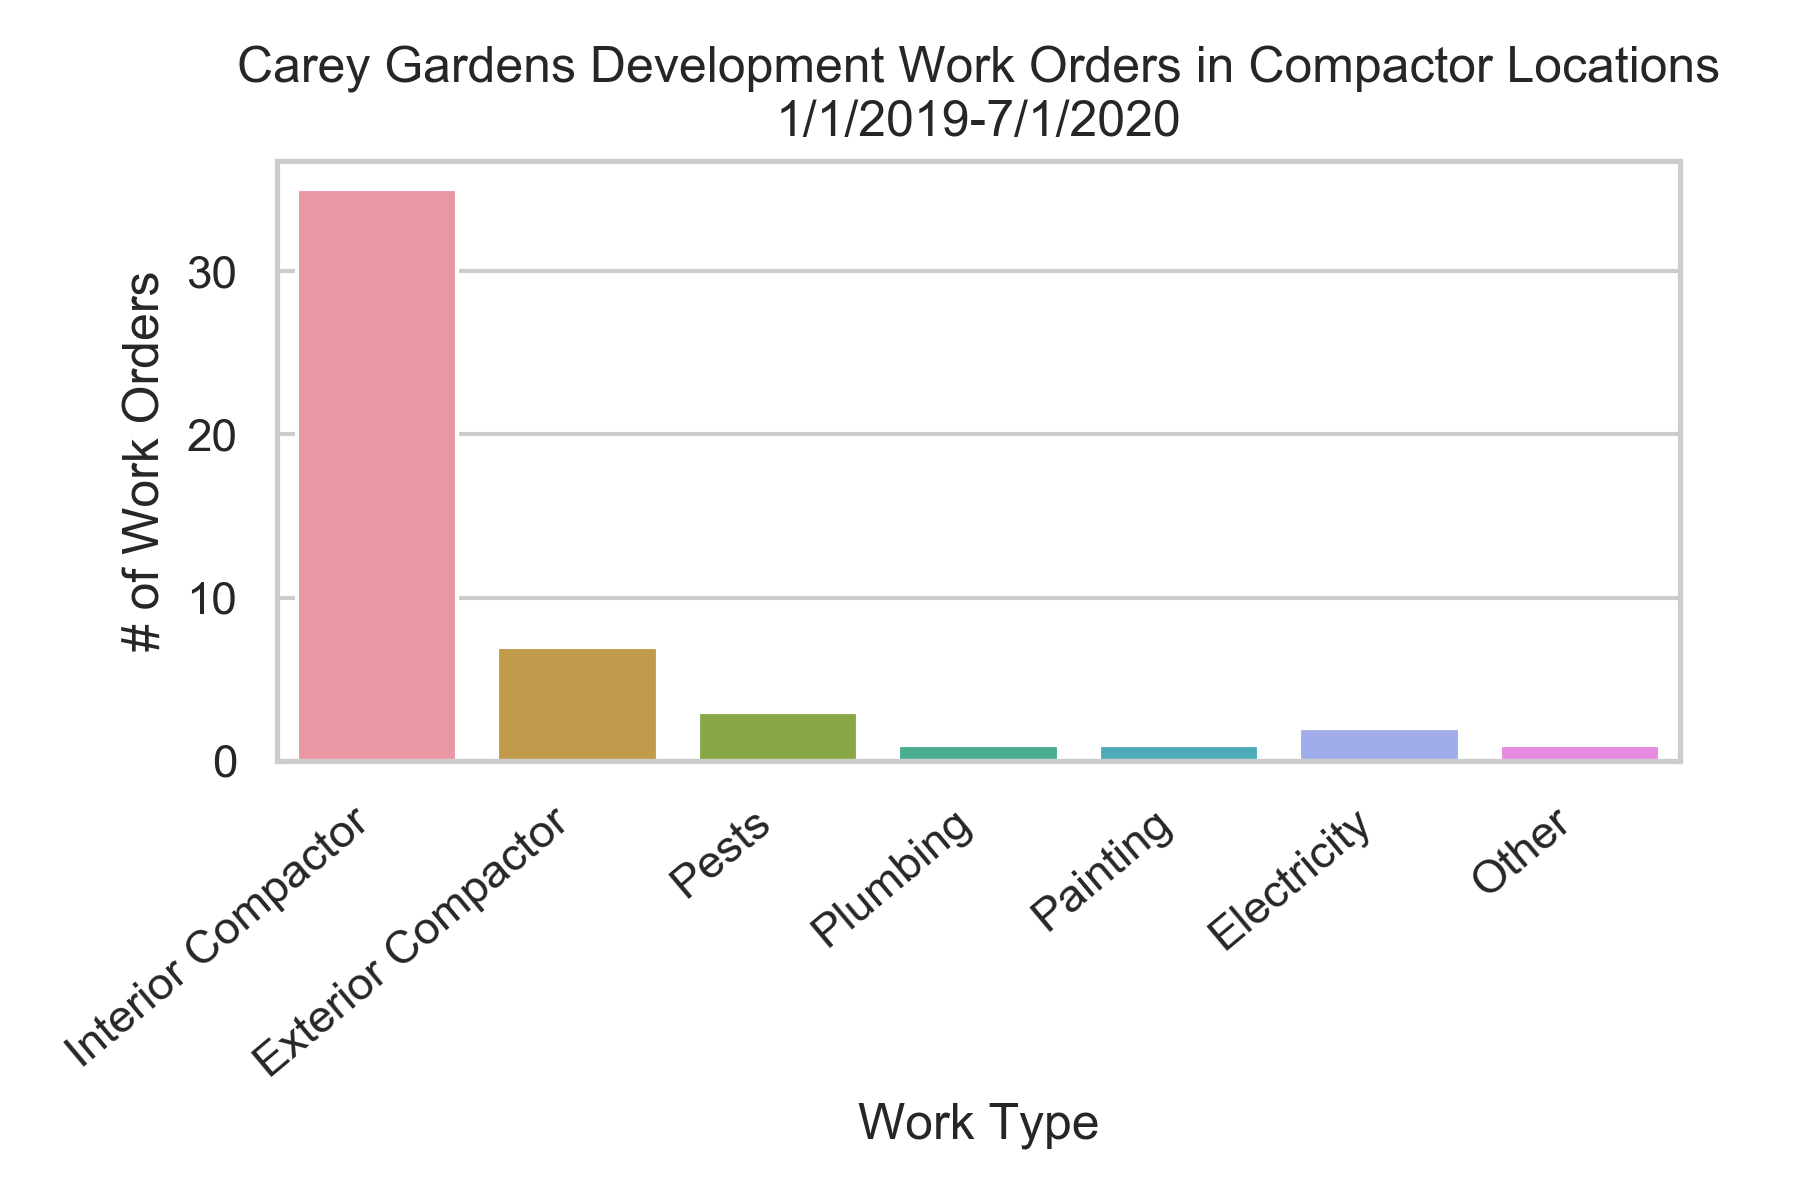 Carey Gardens Development Work Orders in Compactor Locations
1/1/2019-7/1/2020
# of Work Orders
30
20
10
0
Interior Compactor
Exterior Compactor
Pests
Plumbing
Painting
Electricity
Other
Work Type